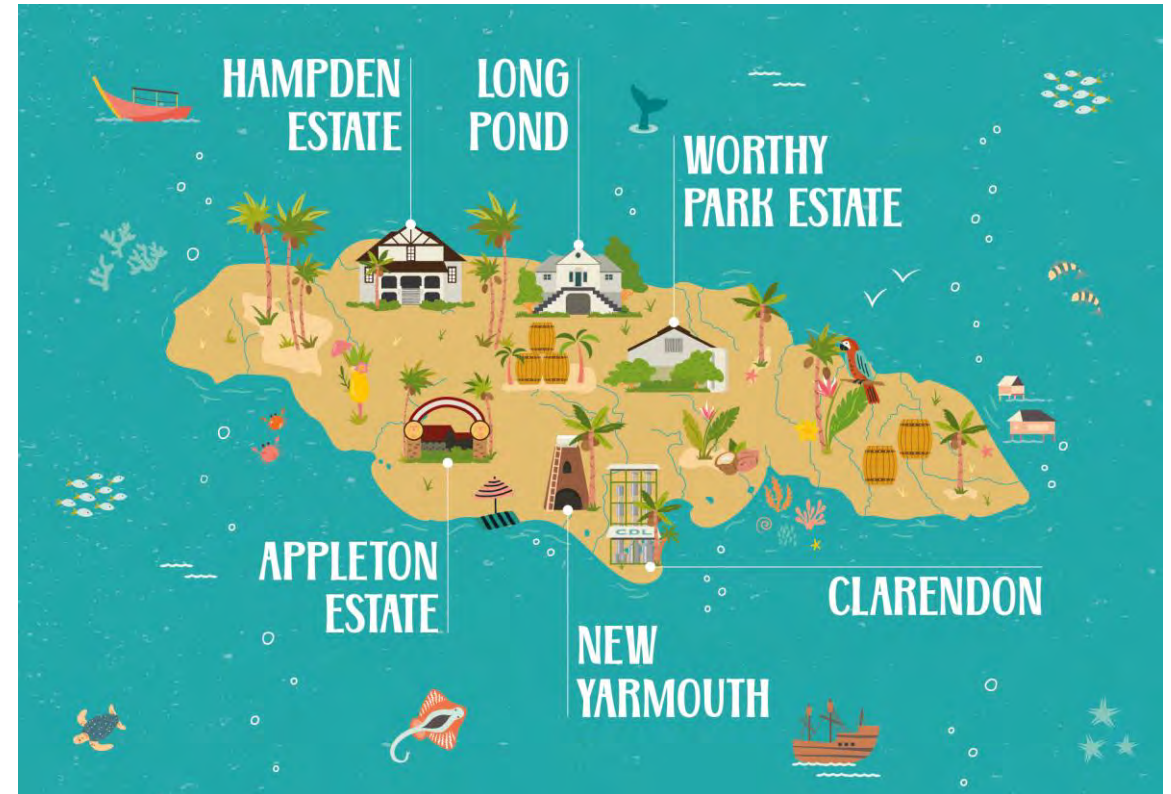 HAMPDEN
ESTATE
LONG
POND
WORTHY
PARK ESTATE
CDL
APPLETON
ESTATE
CLARENDON
NEW
YARMOUTH